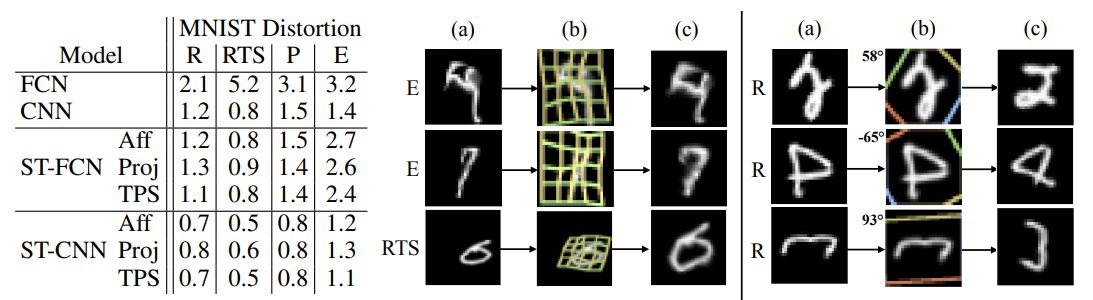 MNIST Distortion
Model R RTS P E
FCN 2.1 5.2 3.1 3.2
CNN 1.2 0.8 1.5 1.4
Aff 1.2 0.8 1.5 2.7
ST-FCN Proj 1.3 0.9 1.4 2.6
TPS 1.1 0.8 1.4 2.4
Aff 0.7 0.5 0.8 1.2
ST-CNN Proj 0.8 0.6 0.8 1.3
TPS 0.7 0.5 0.8 1.1
(a) (b) (c)
E
E
RTS
(a) (b) (c)
R 58°
R -65°
R 93°